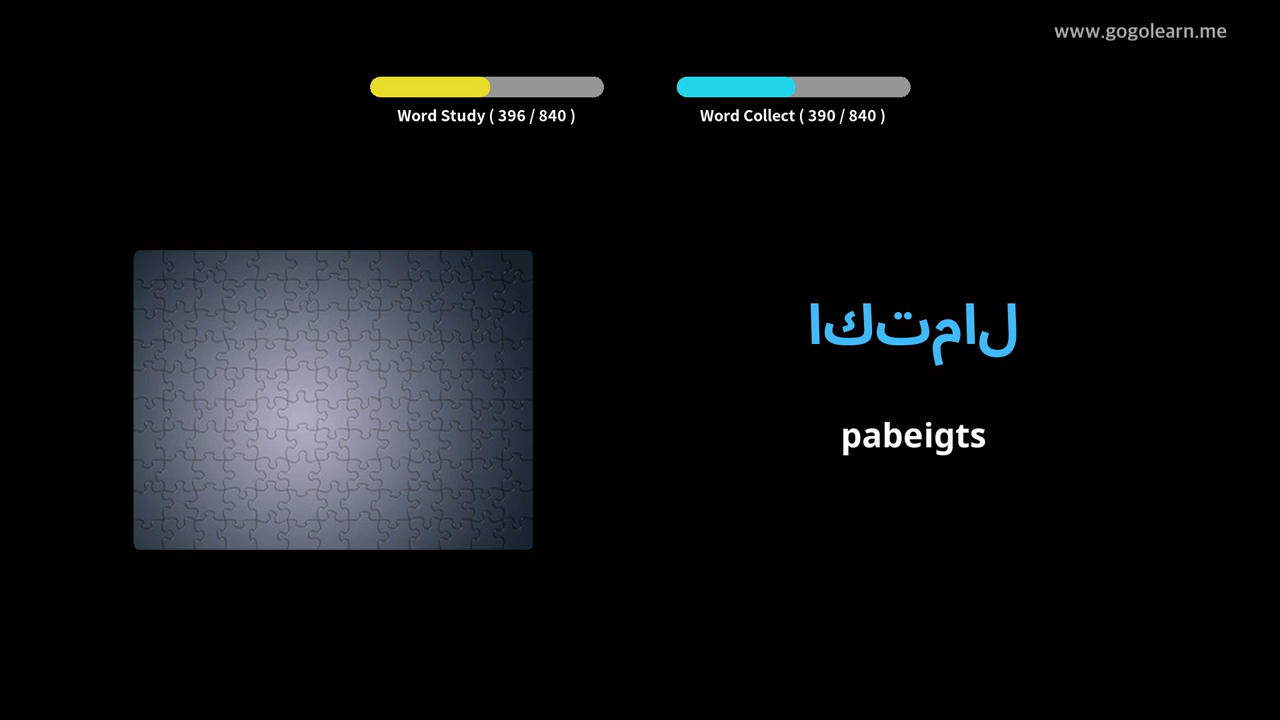 www.gogolearn.me
Word Study ( 396 / 840 )
Word Collect ( 390 / 840 )
اكتمال
pabeigts